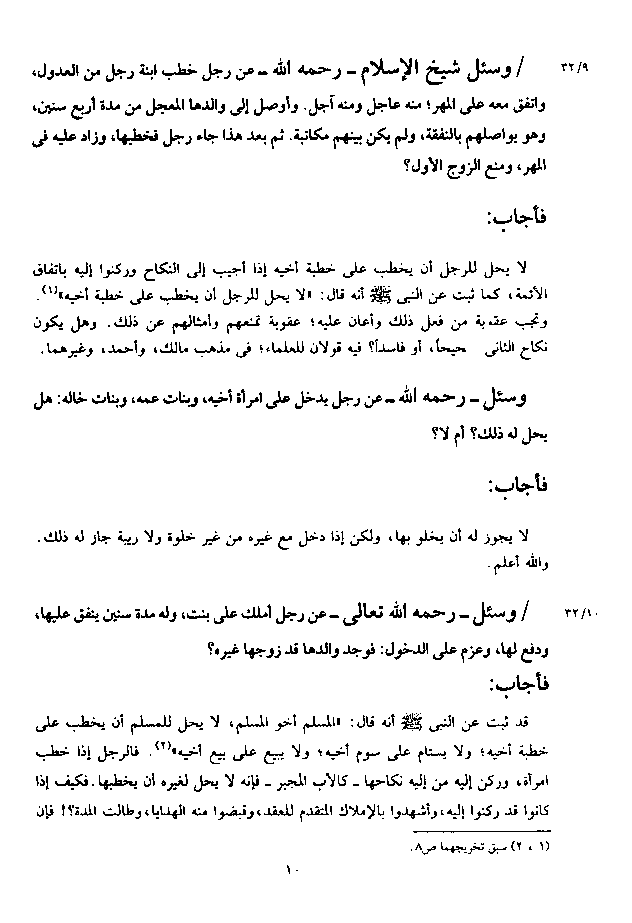 ٣٢/٩ / وسئل شيخ الإسلام ـ رحمه الله ـ عن رجل خطب ابنة رجل من العدول،
واتفق معه على المهر؛ منه عاجل ومنه آجل. وأوصل إلى والدها المعجل من مدة أربع سنين،
وهو يواصلهم بالنفقة، ولم يكن بينهم مكاتبة. ثم بعد هذا جاء رجل فخطبها، وزاد عليه فى
المهر، ومنع الزوج الأول؟
فأجاب:
لا يحل للرجل أن يخطب على خطبة أخيه إذا أجيب إلى النكاح وركنوا إليه باتفاق
الأئمة، كما ثبت عن النبى ﷺ أنه قال: «لا يحل للرجل أن يخطب على خطبة أخيه»(١).
وتجب عقوبة من فعل ذلك وأعان عليه؛ عقوبة تمنعهم وأمثالهم عن ذلك. وهل يكون
نكاح الثانى صحيحاً، أو فاسداً؟ فيه قولان للعلماء؛ فى مذهب مالك، وأحمد، وغيرهما.
وسئل ـ رحمه الله ـ عن رجل يدخل على امرأة أخيه، وبنات عمه، وبنات خاله: هل
يحل له ذلك؟ أم لا؟
فأجاب:
لا يجوز له أن يخلو بها، ولكن إذا دخل مع غيره من غير خلوة ولا ريبة جاز له ذلك.
والله أعلم.
٣٢/١٠ / وسئل ـ رحمه الله تعالى ـ عن رجل أملك على بنت، وله مدة سنين ينفق عليها،
ودفع لها، وعزم على الدخول: فوجد والدها قد زوجها غيره؟
فأجاب:
قد ثبت عن النبى ﷺ أنه قال: «المسلم أخو المسلم، لا يحل للمسلم أن يخطب على
خطبة أخيه؛ ولا يستام على سوم أخيه؛ ولا يبيع على بيع أخيه»(٢). فالرجل إذا خطب
امرأة، وركن إليه من إليه نكاحها ـ كالأب المجبر ـ فإنه لا يحل لغيره أن يخطبها. فكيف إذا
كانوا قد ركنوا إليه، وأشهدوا بالإملاك المتقدم للعقد، وقبضوا منه الهدايا، وطالت المدة؟! فإن
(١ ، ٢) سبق تخريجهما ص٨.
١٠